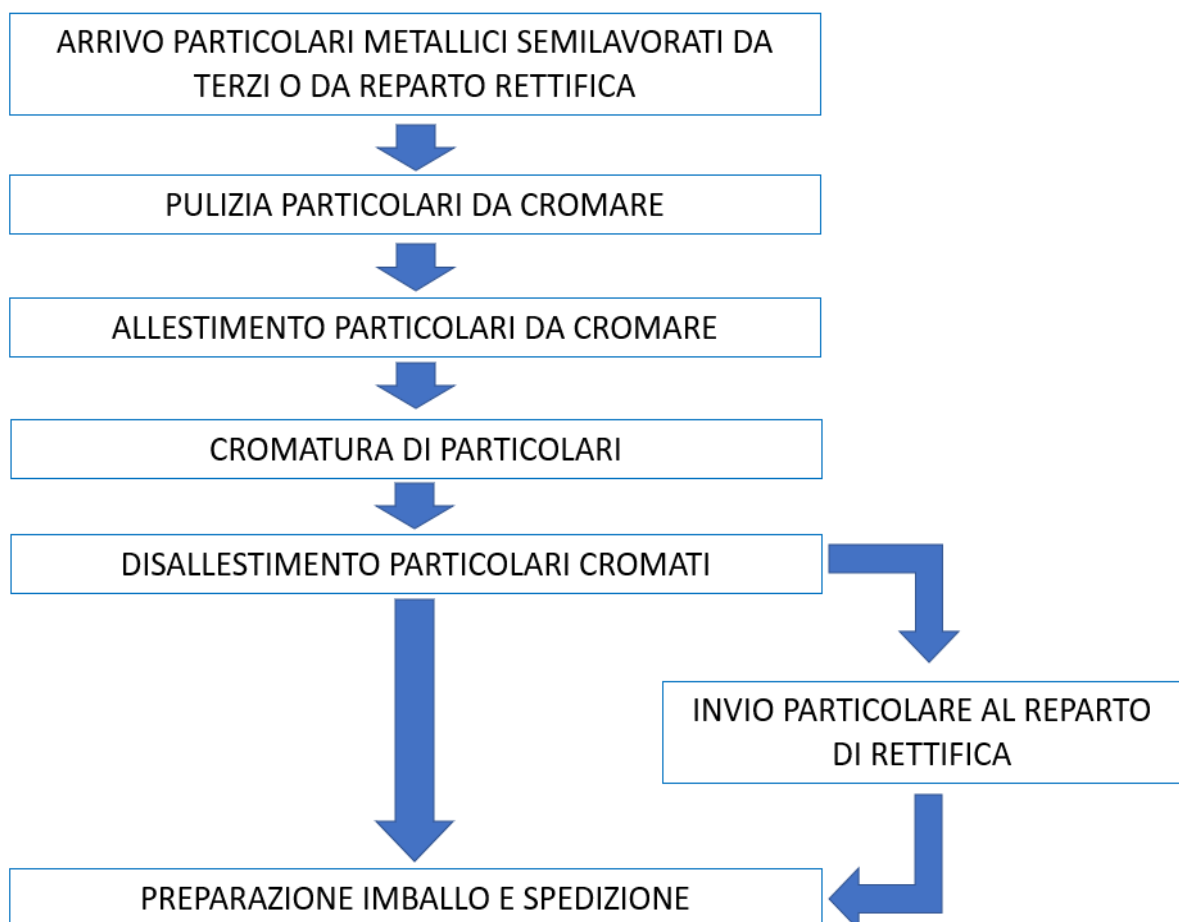 ARRIVO PARTICOLARI METALLICI SEMILAVORATI DA
TERZI O DA REPARTO RETTIFICA
PULIZIA PARTICOLARI DA CROMARE
ALLESTIMENTO PARTICOLARI DA CROMARE
CROMATURA DI PARTICOLARI
DISALLESTIMENTO PARTICOLARI CROMATI
INVIO PARTICOLARE AL REPARTO
DI RETTIFICA
PREPARAZIONE IMBALLO E SPEDIZIONE